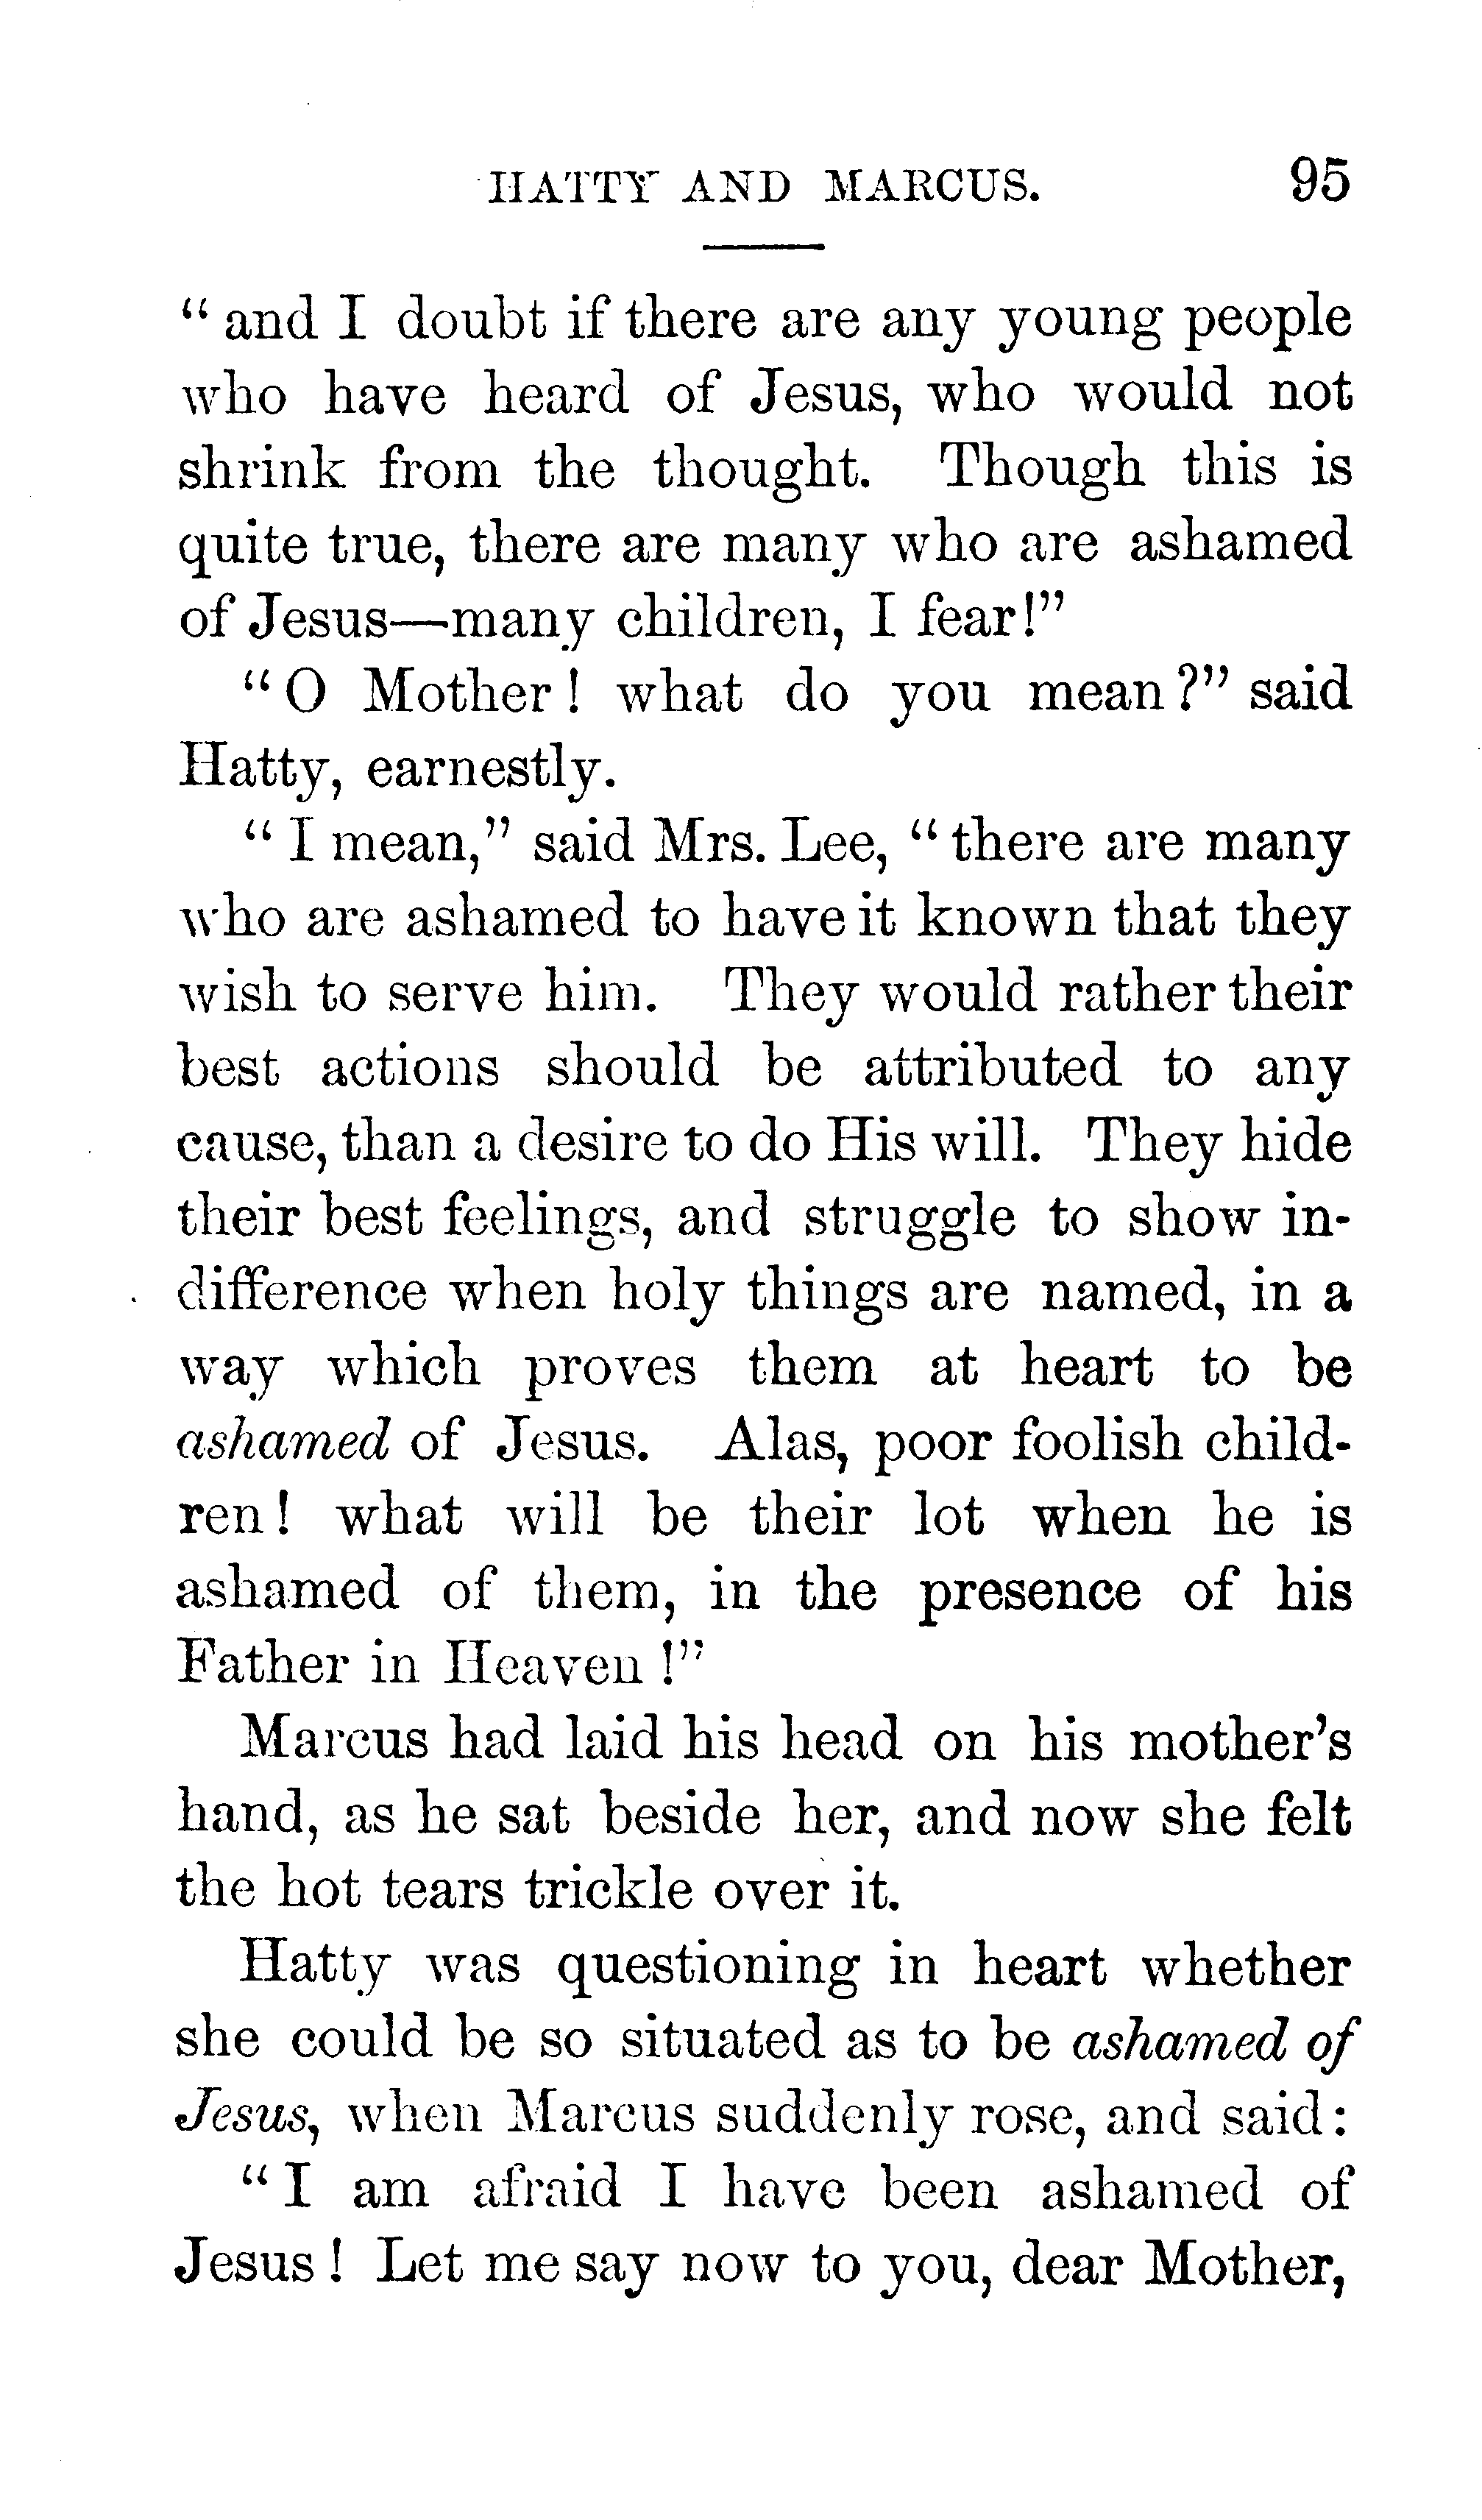 HATTY AND MARCUS. 95
“and I doubt if there are any young people
who have heard of Jesus, who would not
shrink from the thought. Though this is
quite true, there are many who are ashamed
of Jesus—many children, I fear!”
“O Mother! what do you mean?” said
Hatty, earnestly.
“I mean,” said Mrs. Lee, “there are many
who are ashamed to have it known that they
wish to serve him. They would rather their
best actions should be attributed to any
cause, than a desire to do His will. They hide
their best feelings, and struggle to show in-
difference when holy things are named, in a
way which proves them at heart to be
ashamed of Jesus. Alas, poor foolish child-
ren! what will be their lot when he is
ashamed of them, in the presence of his
Father in Heaven!”
Marcus had laid his head on his mother’s
hand, as he sat beside her, and now she felt
the hot tears trickle over it.
Hatty was questioning in heart whether
she could be so situated as to be ashamed of
Jesus, when Marcus suddenly rose, and said:
“I am afraid I have been ashamed of
Jesus! Let me say now to you, dear Mother,